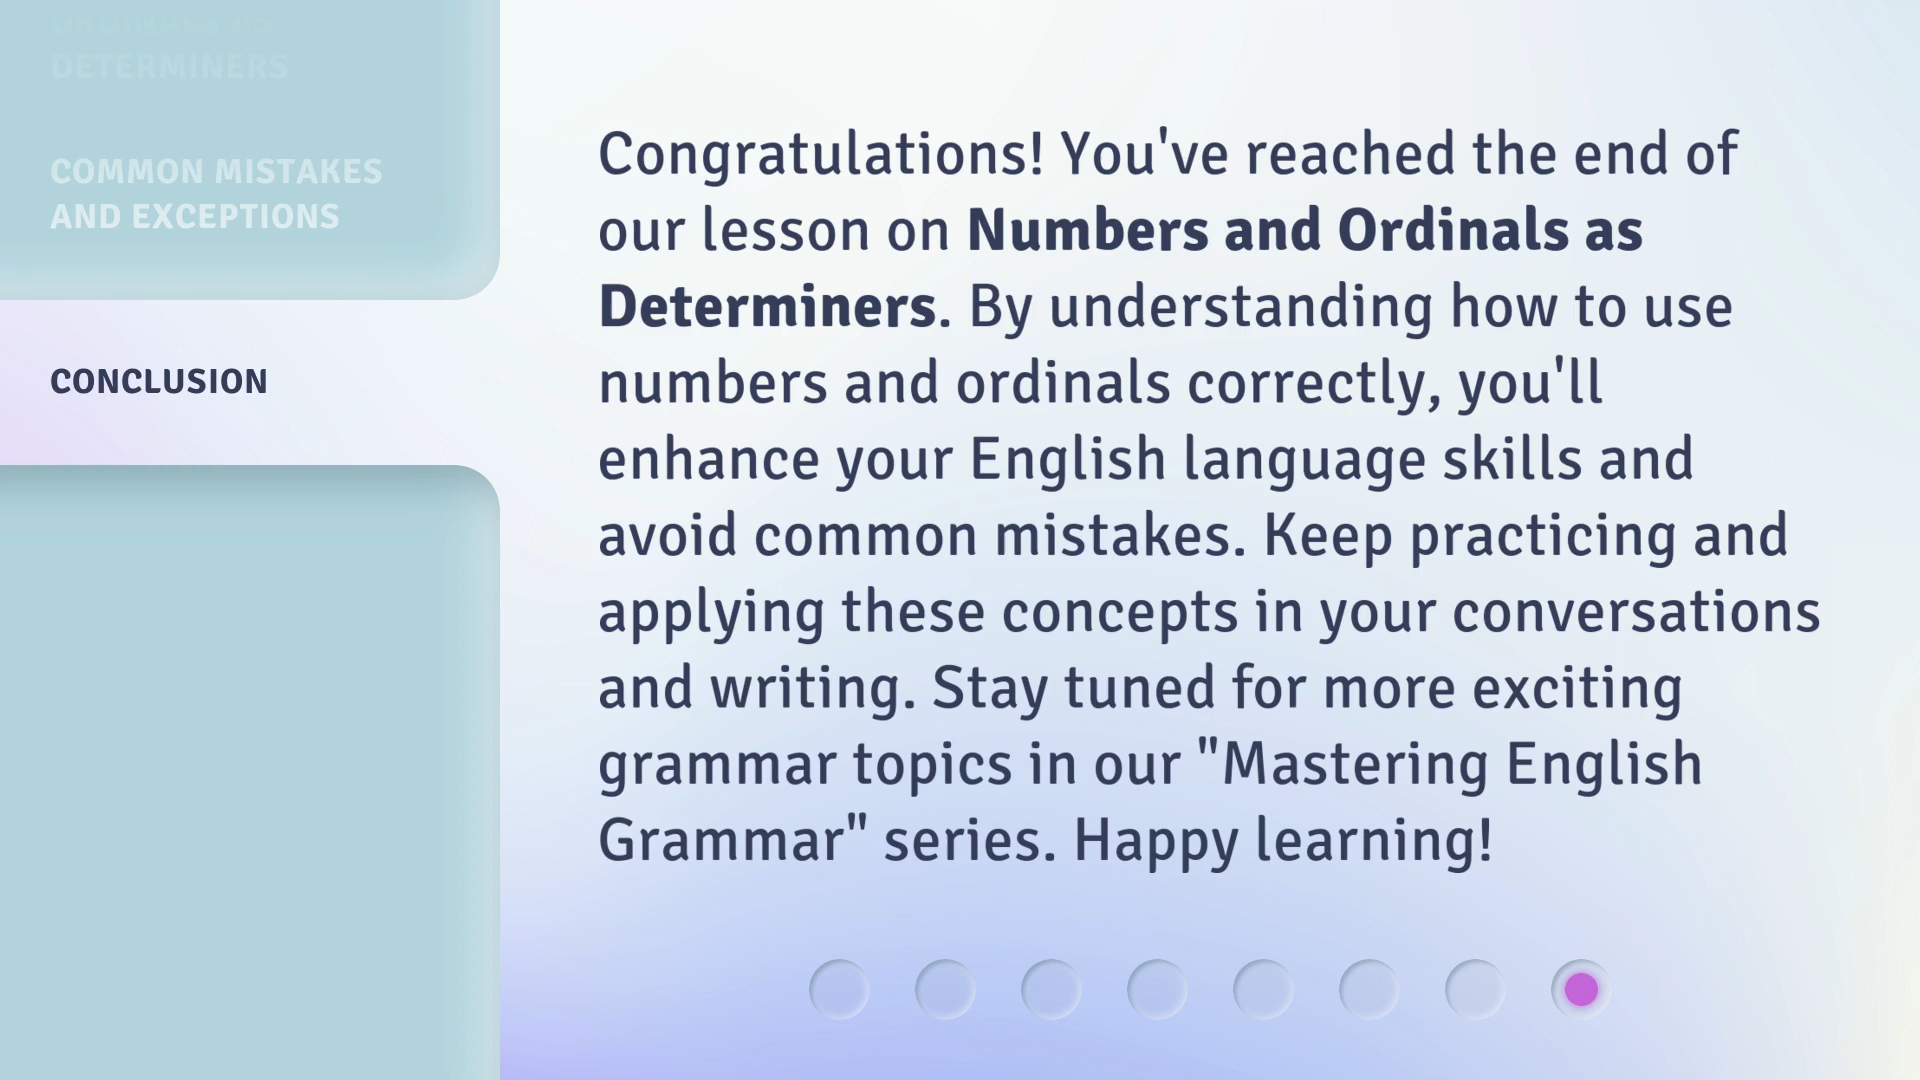 DETERMINERS
COMMON MISTAKES
AND EXCEPTIONS
CONCLUSION
Congratulations! You've reached the end of
our lesson on Numbers and Ordinals as
Determiners. By understanding how to use
numbers and ordinals correctly, you'll
enhance your English language skills and
avoid common mistakes. Keep practicing and
applying these concepts in your conversations
and writing. Stay tuned for more exciting
grammar topics in our "Mastering English
Grammar" series. Happy learning!